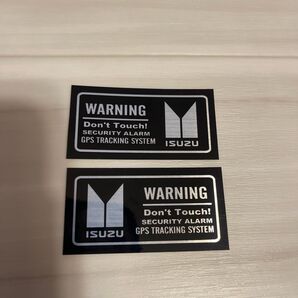 WARNING
Don't Touch!
SECURITY ALARM
GPS TRACKING SYSTEM
ISUZU
WARNING
Don't Touch!
SECURITY ALARM
GPS TRACKING SYSTEM
ISUZU